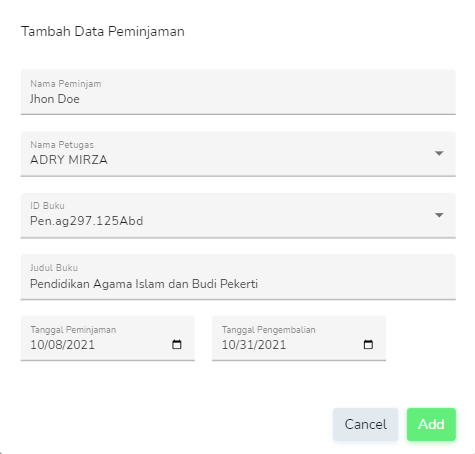 Tambah Data Peminjaman
Nama Peminjam
Jhon Doe
Nama Petugas
ADRY MIRZA
ID Buku
Pen.ag297.125Abd
Judul Buku
Pendidikan Agama Islam dan Budi Pekerti
Tanggal Peminjaman Tanggal Pengembalian
10/08/2021 10/31/2021
Cancel Add